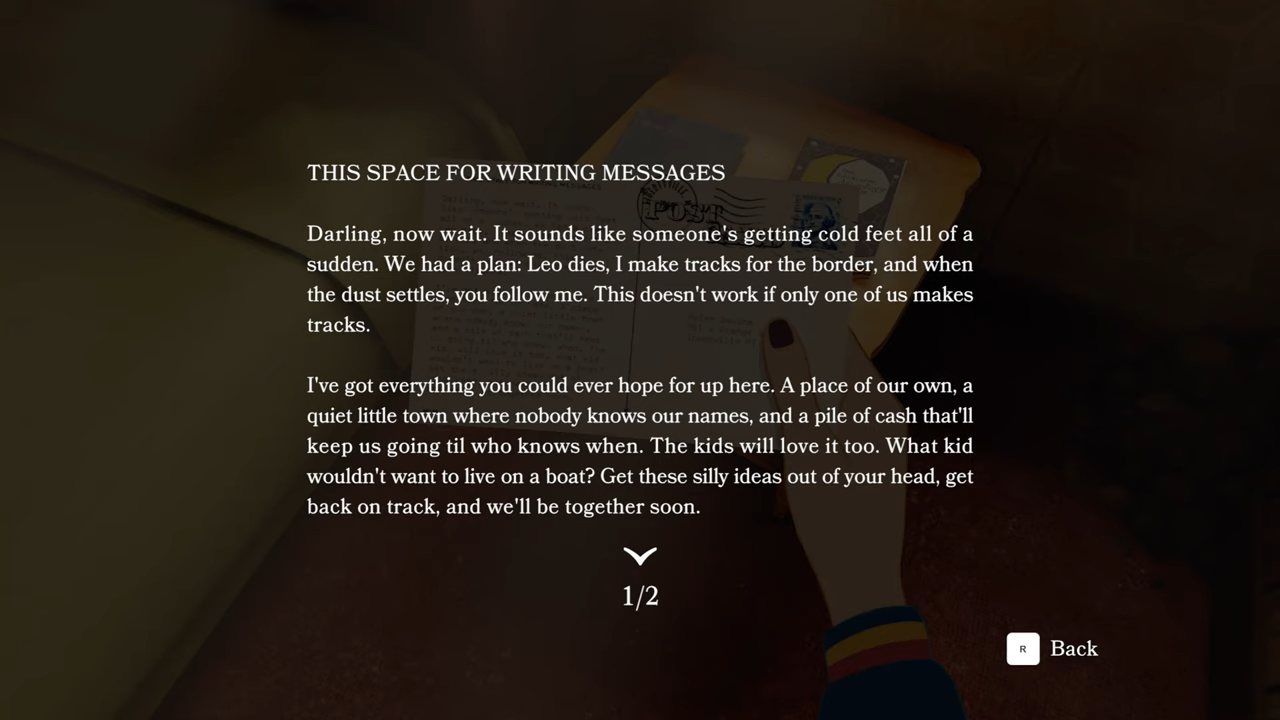 THIS SPACE FOR WRITING MESSAGES
Darling, now wait. It sounds like someone's getting cold feet all of a
sudden. We had a plan: Leo dies, I make tracks for the border, and when
the dust settles, you follow me. This doesn't work if only one of us makes
tracks.
I've got everything you could ever hope for up here. A place of our own, a
quiet little town where nobody knows our names, and a pile of cash that'll
keep us going til who knows when. The kids will love it too. What kid
wouldn't want to live on a boat? Get these silly ideas out of your head, get
back on track, and we'll be together soon.
1/2
R Back
POST